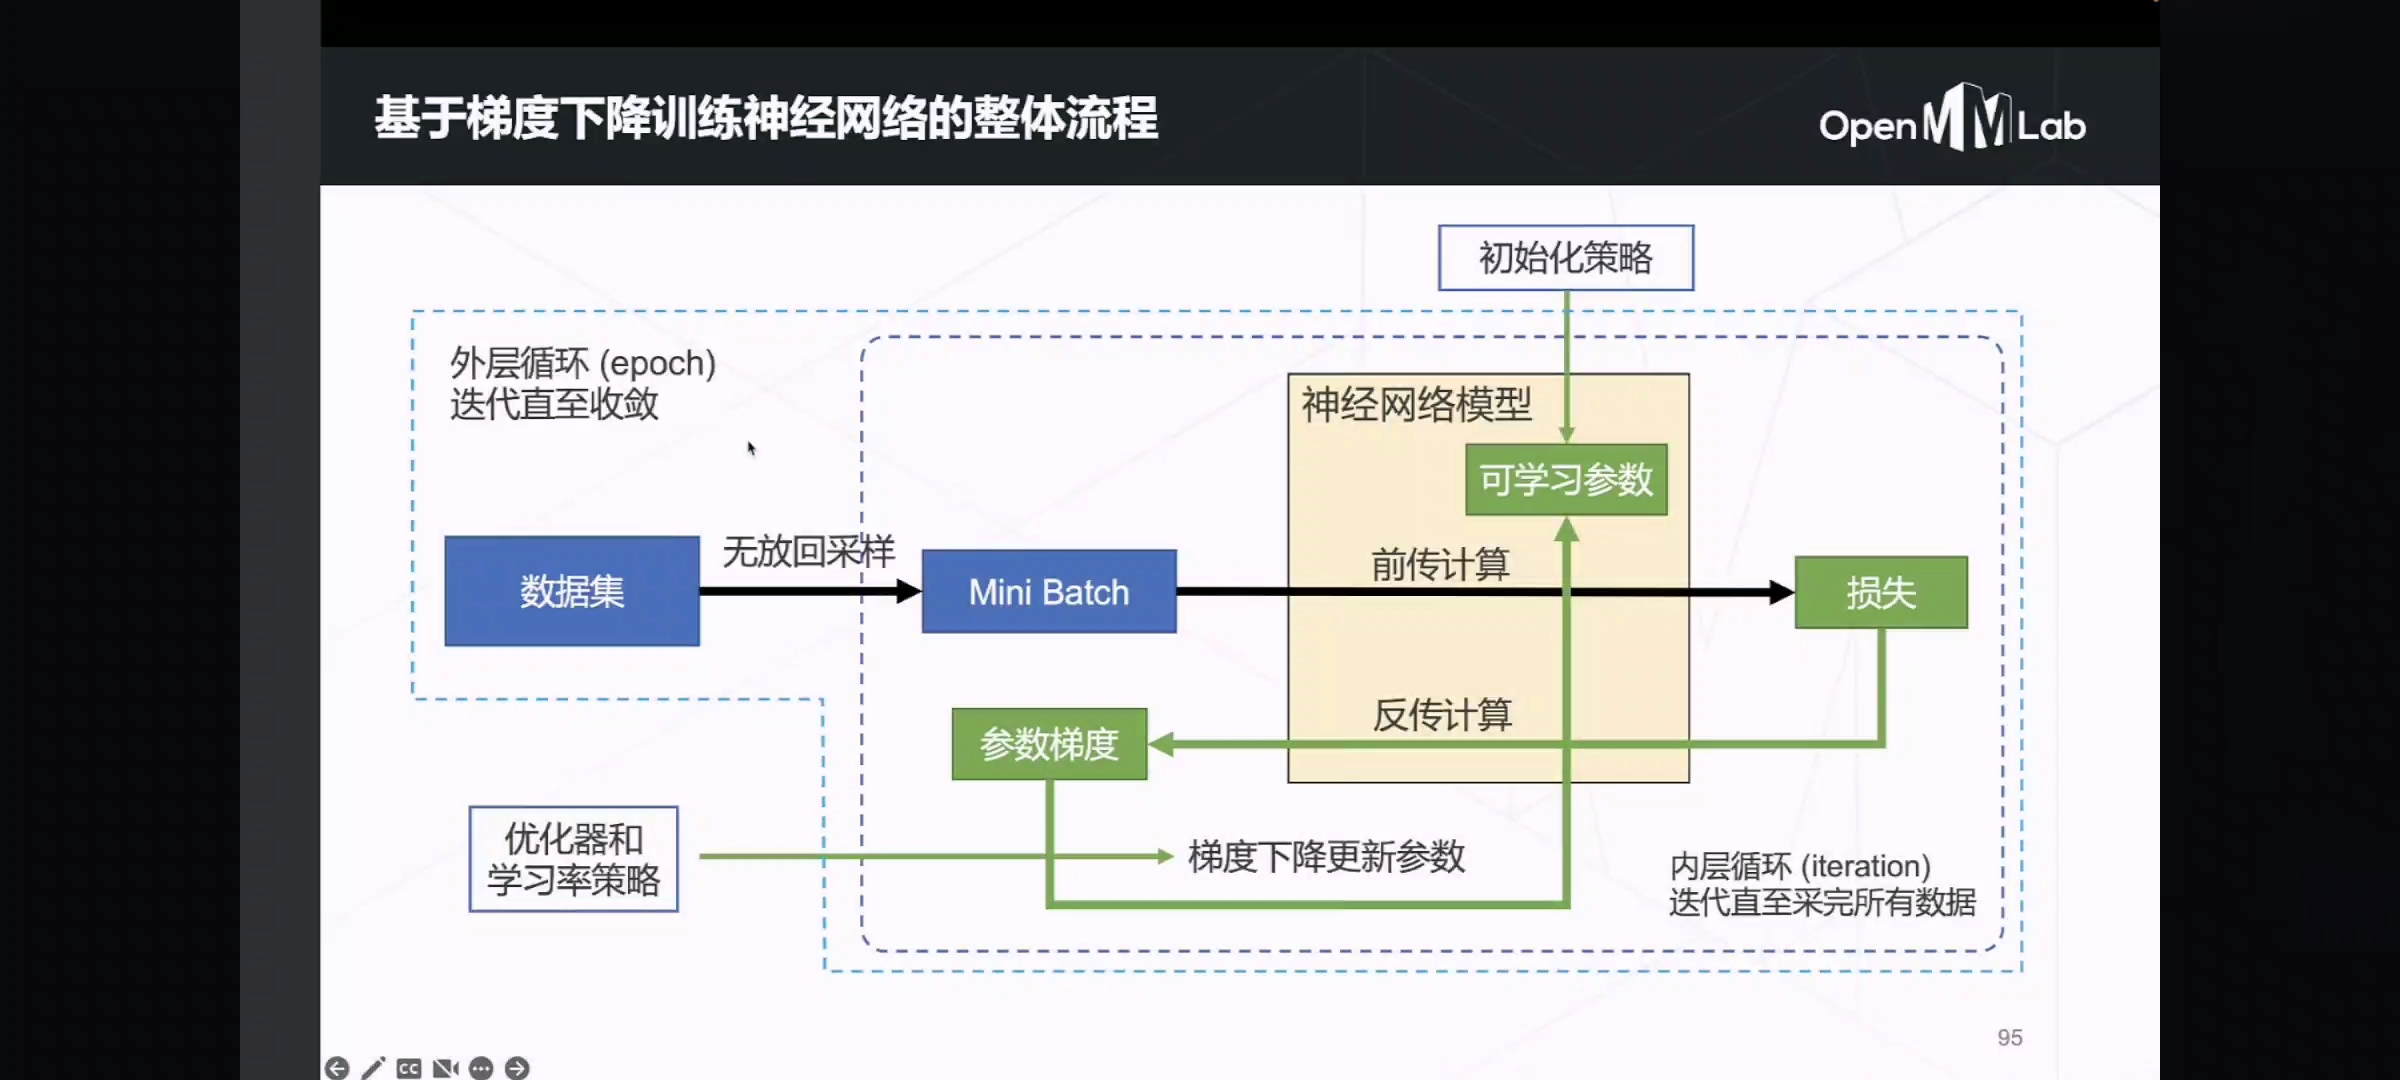 基于梯度下降训练神经网络的整体流程
OpenMMLab
初始化策略
外层循环 (epoch)
迭代直至收敛
神经网络模型
可学习参数
无放回采样
前传计算
数据集
Mini Batch
损失
反传计算
参数梯度
优化器和
学习率策略
梯度下降更新参数
内层循环 (iteration)
迭代直至采完所有数据
95
CC